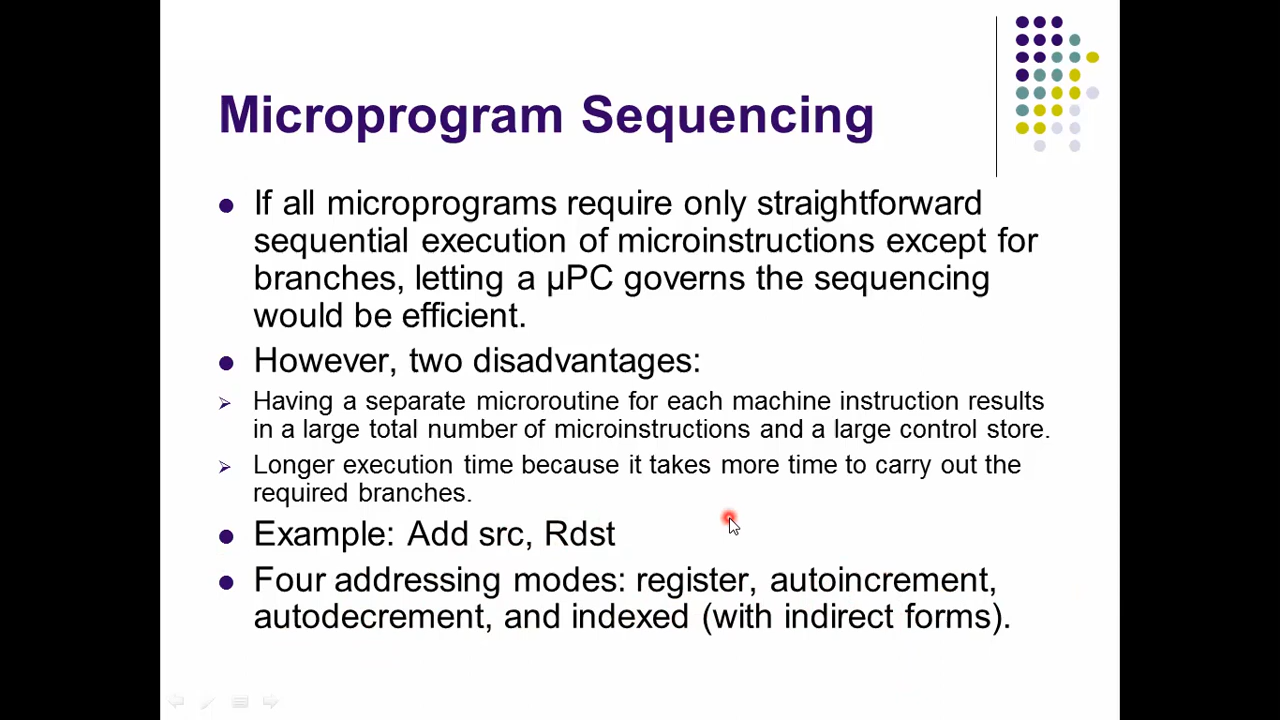 Microprogram Sequencing
If all microprograms require only straightforward
sequential execution of microinstructions except for
branches, letting a μPC governs the sequencing
would be efficient.
However, two disadvantages:
Having a separate microroutine for each machine instruction results
in a large total number of microinstructions and a large control store.
Longer execution time because it takes more time to carry out the
required branches.
Example: Add src, Rdst
Four addressing modes: register, autoincrement,
autodecrement, and indexed (with indirect forms).